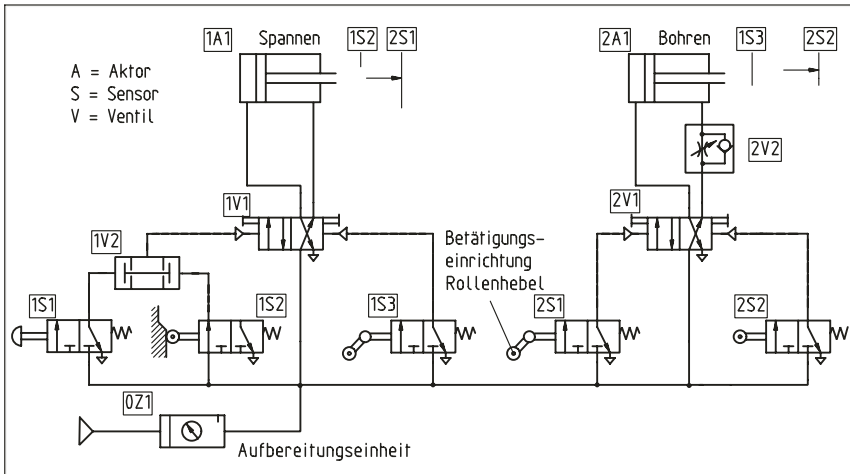 1A1 Spannen 1S2 2S1 2A1 Bohren 1S3 2S2
A = Aktor
S = Sensor
V = Ventil
2V2
1V1 2V1
Betätigungs-
einrichtung
Rollenhebel
1V2
1S1 1S2 1S3 2S1 2S2
0Z1
Aufbereitungseinheit